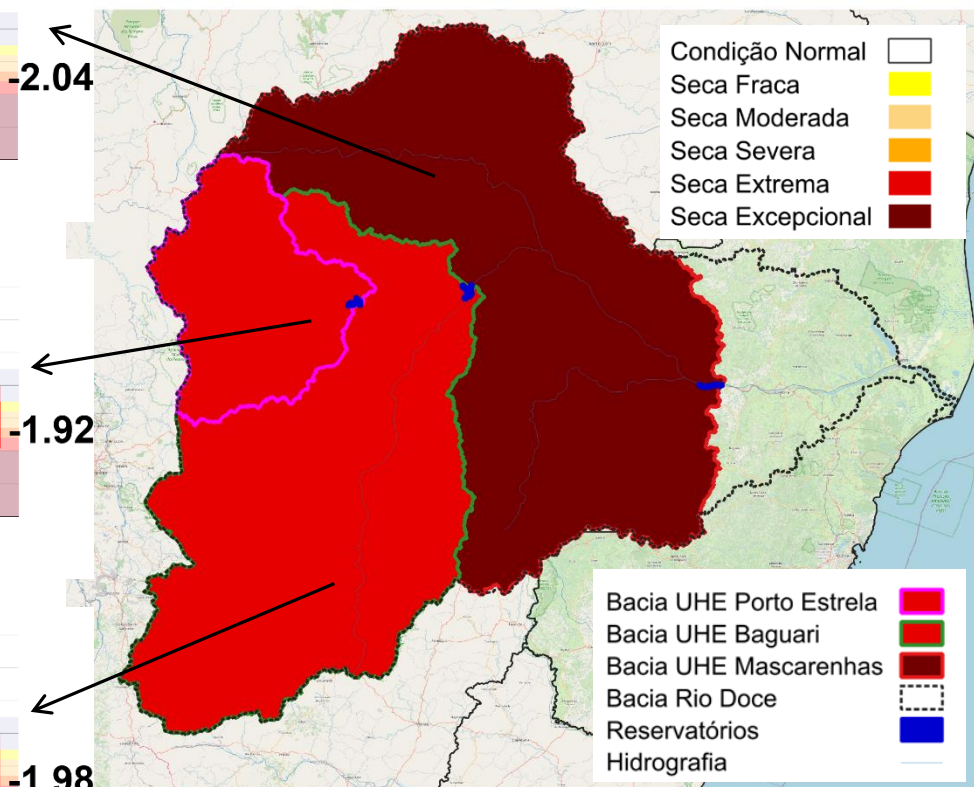 -2.04
-1.92
-1.98
Condição Normal
Seca Fraca
Seca Moderada
Seca Severa
Seca Extrema
Seca Excepcional
Bacia UHE Porto Estrela
Bacia UHE Baguari
Bacia UHE Mascarenhas
Bacia Rio Doce
Reservatórios
Hidrografia